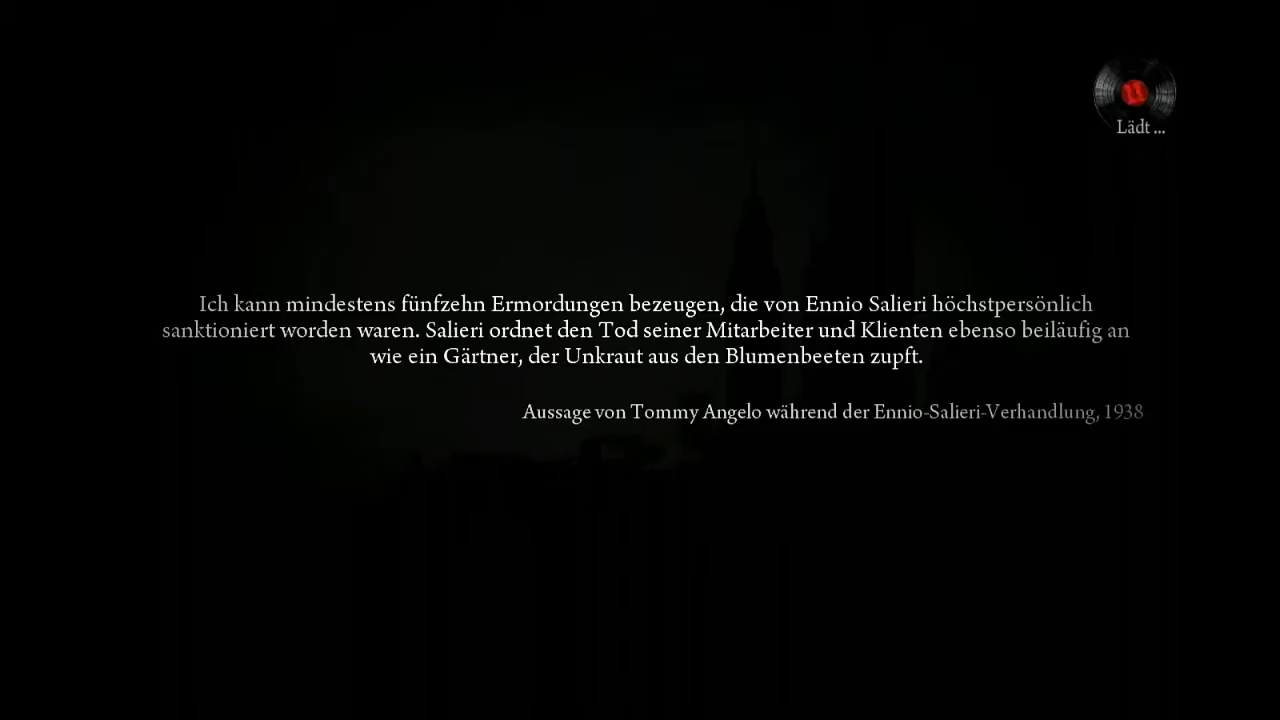 Lädt ...
Ich kann mindestens fünfzehn Ermordungen bezeugen, die von Ennio Salieri höchstpersönlich
sanktioniert worden waren. Salieri ordnet den Tod seiner Mitarbeiter und Klienten ebenso beiläufig an
wie ein Gärtner, der Unkraut aus den Blumenbeeten zupft.
Aussage von Tommy Angelo während der Ennio-Salieri-Verhandlung, 1938